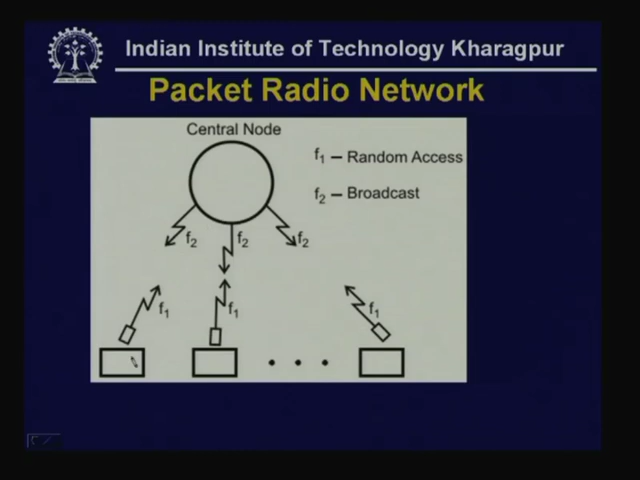 Indian Institute of Technology Kharagpur
Packet Radio Network
Central Node
f1 – Random Access
f2 – Broadcast
f2 f2 f2
f1 f1 f1